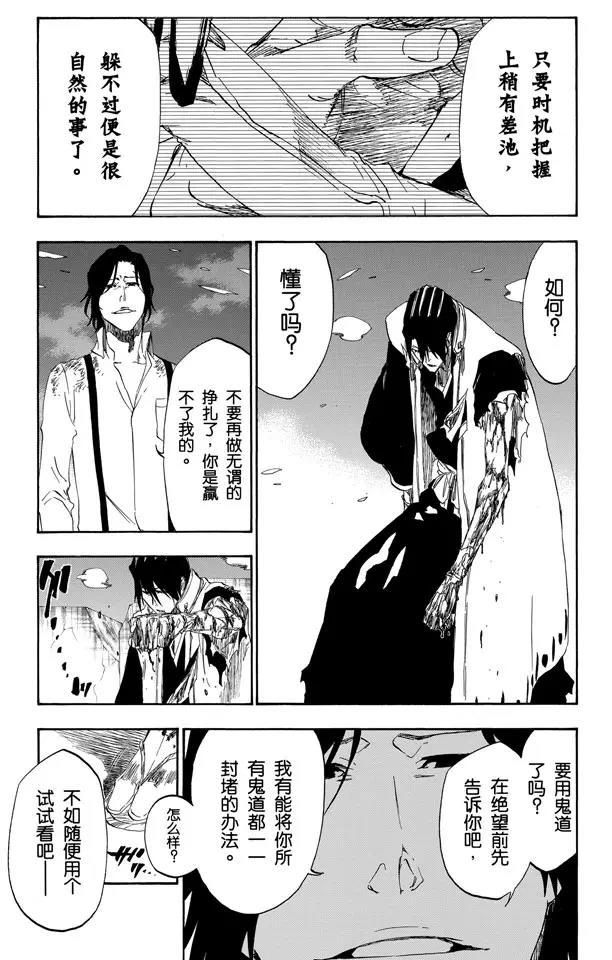 只要时机把握
上稍有差池，
躲不过便是很
自然的事了。
如何？
懂了吗？
不要再做无谓的
挣扎了，你是赢
不了我的。
要用鬼道
了吗？
在绝望前先
告诉你吧，
我有能将你所
有鬼道都一一
封堵的办法。
怎么样？
不如随便用个
试试看吧——